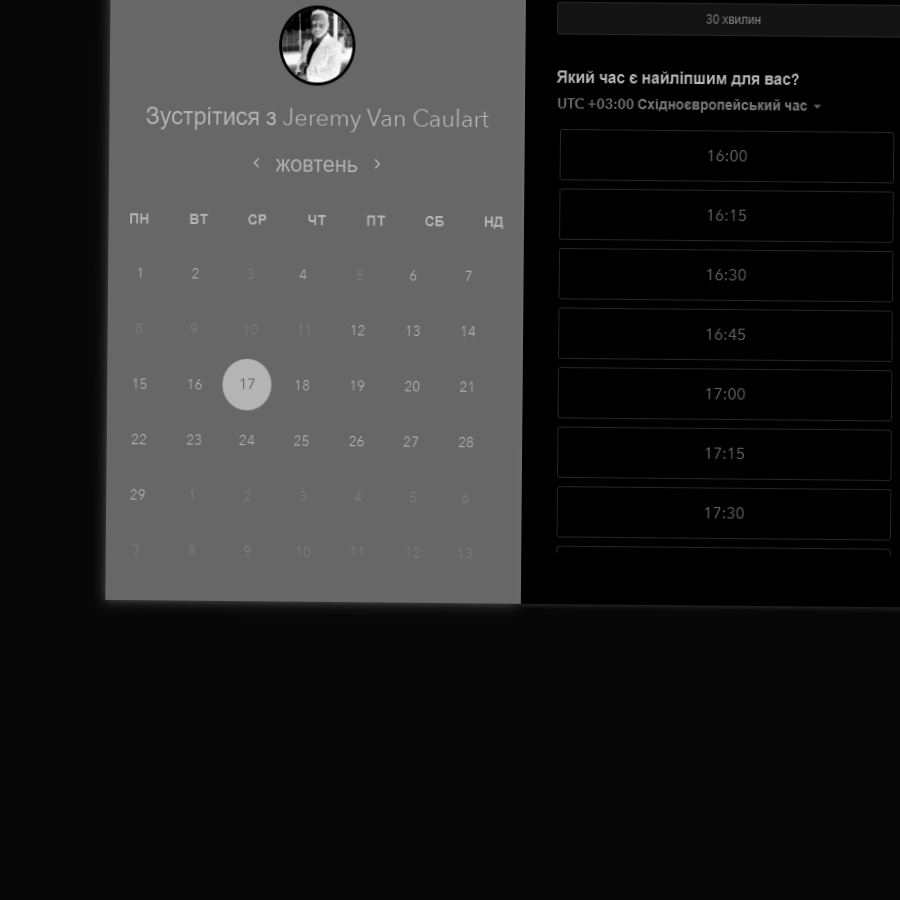 Зустрітися з Jeremy Van Caulart
‹ жовтень ›
ПН ВТ СР ЧТ ПТ СБ НД
1 2 3 4 5 6 7
8 9 10 11 12 13 14
15 16 17 18 19 20 21
22 23 24 25 26 27 28
29 1 2 3 4 5 6
7 8 9 10 11 12 13
30 хвилин
Який час є найліпшим для вас?
UTC +03:00 Східноєвропейський час
16:00
16:15
16:30
16:45
17:00
17:15
17:30